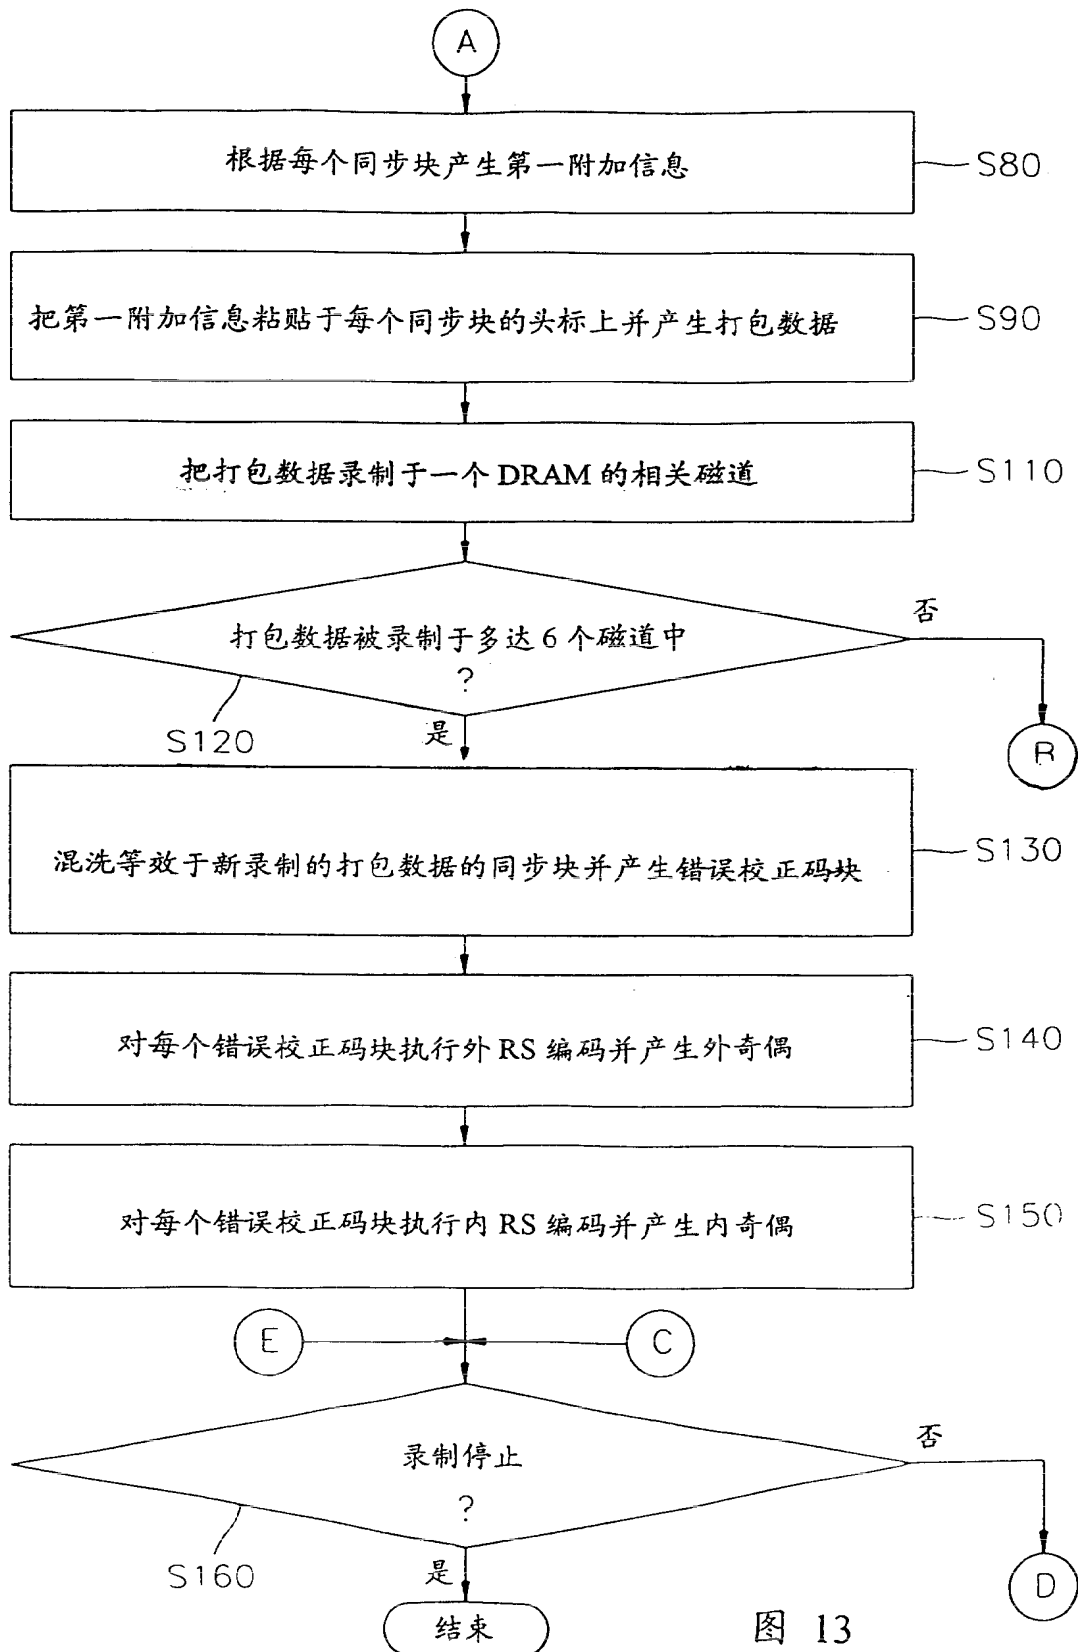 A
根据每个同步块产生第一附加信息
S80
把第一附加信息粘贴于每个同步块的头标上并产生打包数据
S90
把打包数据录制于一个 DRAM 的相关磁道
S110
否
打包数据被录制于多达 6 个磁道中
?
S120
是
混洗等效于新录制的打包数据的同步块并产生错误校正码块
S130
对每个错误校正码块执行外 RS 编码并产生外奇偶
S140
对每个错误校正码块执行内 RS 编码并产生内奇偶
S150
E
C
否
录制停止
?
S160
是
D
结束
图 13